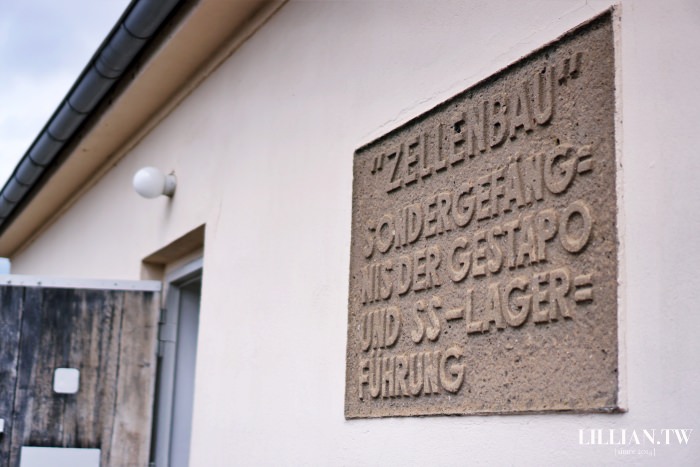 "ZELLENBAU"
SONDERGEFÄNG=
NIS DER GESTAPO
UND SS-LAGER=
FÜHRUNG
LILLIAN.TW